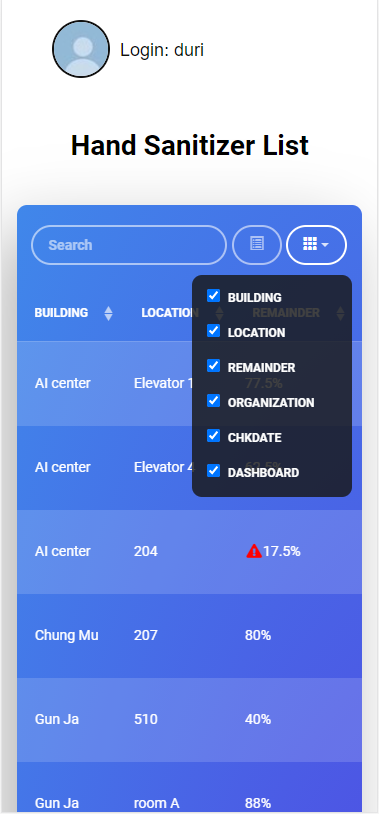 Login: duri
Hand Sanitizer List
Search
BUILDING LOCATION REMAINDER
BUILDING
LOCATION
REMAINDER
ORGANIZATION
CHKDATE
DASHBOARD
AI center Elevator 1 77.5%
AI center Elevator 4
AI center 204 17.5%
Chung Mu 207 80%
Gun Ja 510 40%
Gun Ja room A 88%